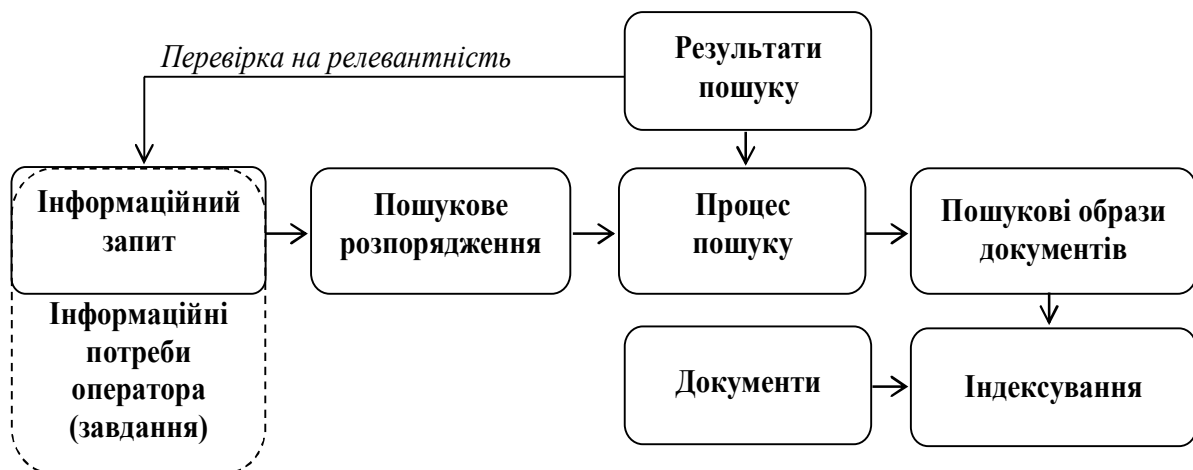 Перевірка на релевантність
Результати
пошуку
Інформаційний
запит
Пошукове
розпорядження
Процес
пошуку
Пошукові образи
документів
Інформаційні
потреби
оператора
(завдання)
Документи
Індексування